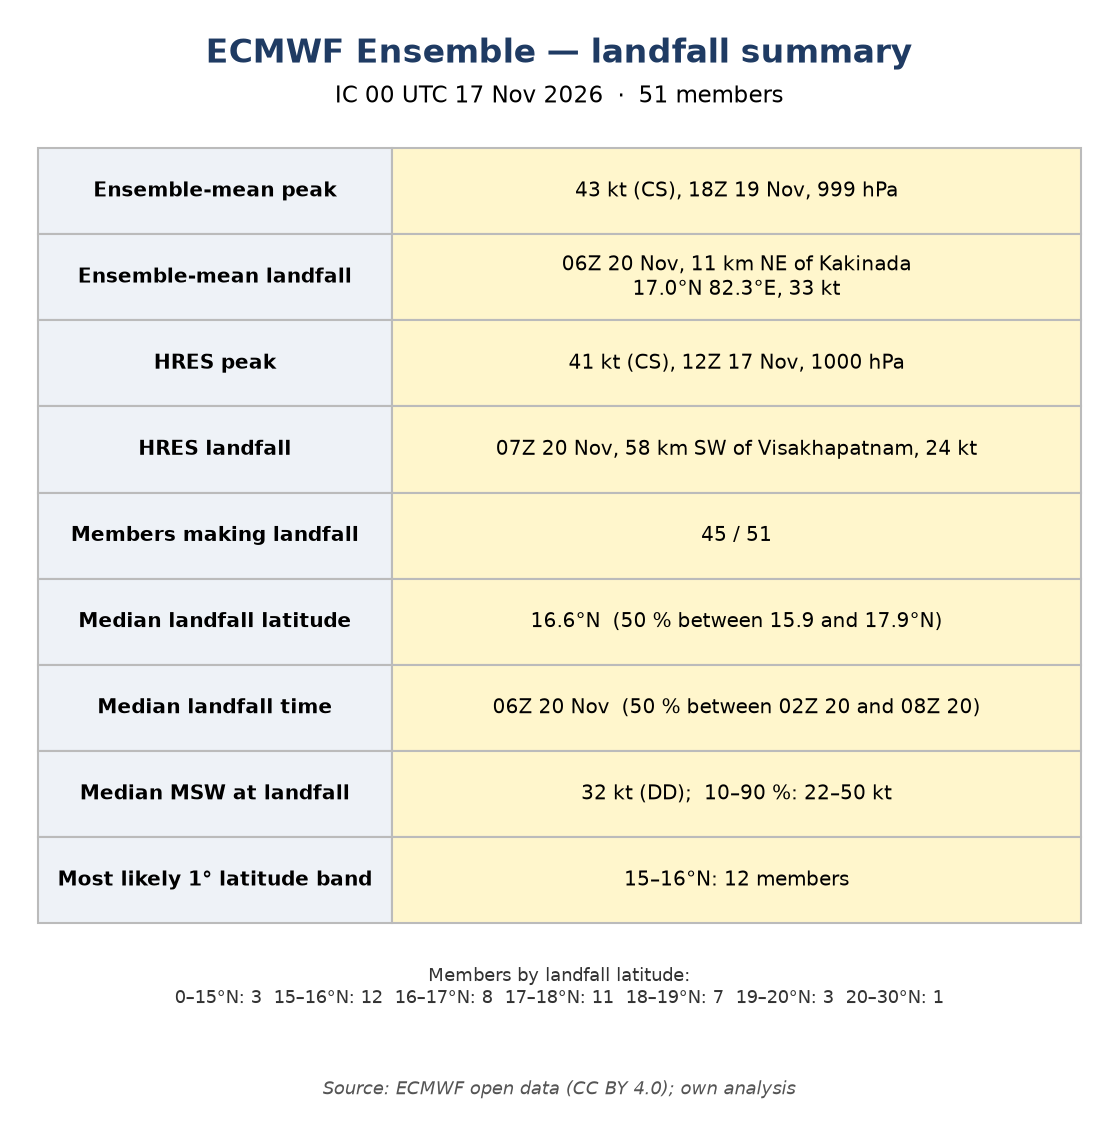 ECMWF Ensemble — landfall summary
IC 00 UTC 17 Nov 2026 · 51 members
Ensemble-mean peak
43 kt (CS), 18Z 19 Nov, 999 hPa
Ensemble-mean landfall
06Z 20 Nov, 11 km NE of Kakinada
17.0°N 82.3°E, 33 kt
HRES peak
41 kt (CS), 12Z 17 Nov, 1000 hPa
HRES landfall
07Z 20 Nov, 58 km SW of Visakhapatnam, 24 kt
Members making landfall
45 / 51
Median landfall latitude
16.6°N (50 % between 15.9 and 17.9°N)
Median landfall time
06Z 20 Nov (50 % between 02Z 20 and 08Z 20)
Median MSW at landfall
32 kt (DD); 10–90 %: 22–50 kt
Most likely 1° latitude band
15–16°N: 12 members
Members by landfall latitude:
0–15°N: 3 15–16°N: 12 16–17°N: 8 17–18°N: 11 18–19°N: 7 19–20°N: 3 20–30°N: 1
Source: ECMWF open data (CC BY 4.0); own analysis